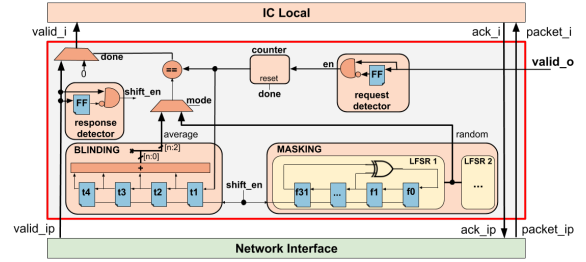 IC Local
valid_i
ack_i
packet_i
done
0
counter
en
reset
done
==
FF
request
detector
valid_o
FF
shift_en
response
detector
mode
average
random
BLINDING
[n:2]
[n:0]
+
t4
t3
t2
t1
shift_en
MASKING
LFSR 1
LFSR 2
f31
...
f1
f0
...
valid_ip
ack_ip
packet_ip
Network Interface